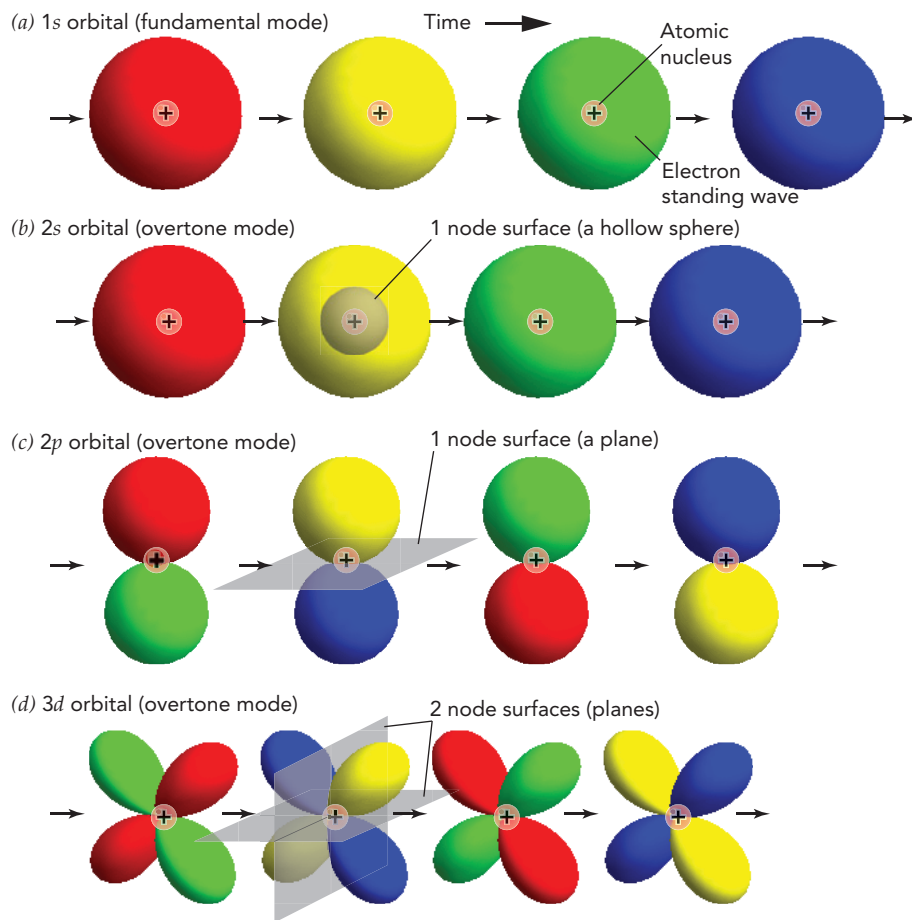 (a) 1s orbital (fundamental mode)
Time
Atomic
nucleus
+ + + +
Electron
standing wave
(b) 2s orbital (overtone mode)
1 node surface (a hollow sphere)
+ + + +
(c) 2p orbital (overtone mode)
1 node surface (a plane)
+ + + +
(d) 3d orbital (overtone mode)
2 node surfaces (planes)
+ + + +